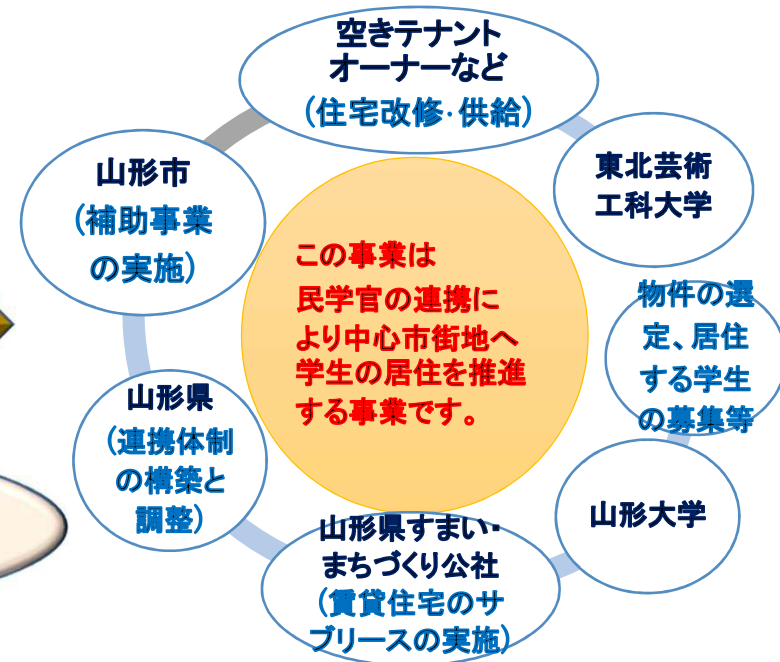 空きテナント
オーナーなど
(住宅改修・供給)
東北芸術
工科大学
物件の選
定、居住
する学生
の募集等
山形大学
山形県すまい・
まちづくり公社
(賃貸住宅のサ
ブリースの実施)
山形県
(連携体制
の構築と
調整)
山形市
(補助事業
の実施)
この事業は
民学官の連携に
より中心市街地へ
学生の居住を推進
する事業です。